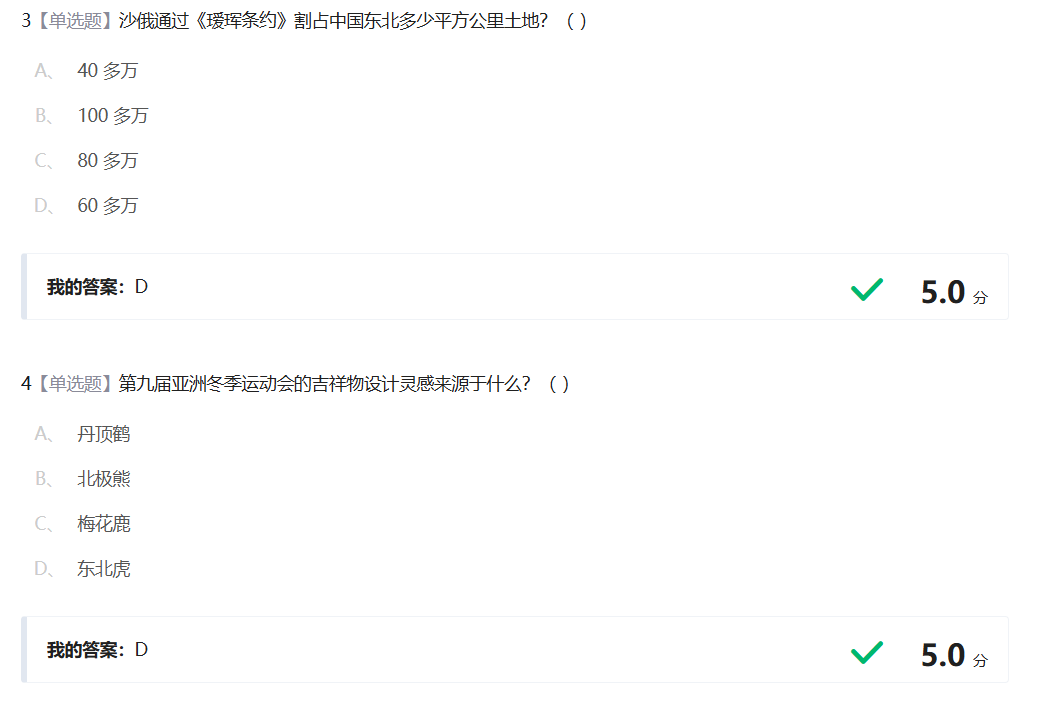 3【单选题】沙俄通过《瑷珲条约》割占中国东北多少平方公里土地？（ ）
A、 40 多万
B、 100 多万
C、 80 多万
D、 60 多万
我的答案：D 5.0 分
4【单选题】第九届亚洲冬季运动会的吉祥物设计灵感来源于什么？（ ）
A、 丹顶鹤
B、 北极熊
C、 梅花鹿
D、 东北虎
我的答案：D 5.0 分